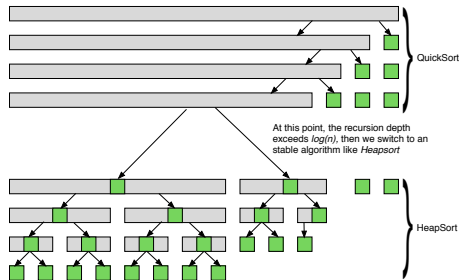 QuickSort
At this point, the recursion depth
exceeds log(n), then we switch to an
stable algorithm like Heapsort
HeapSort